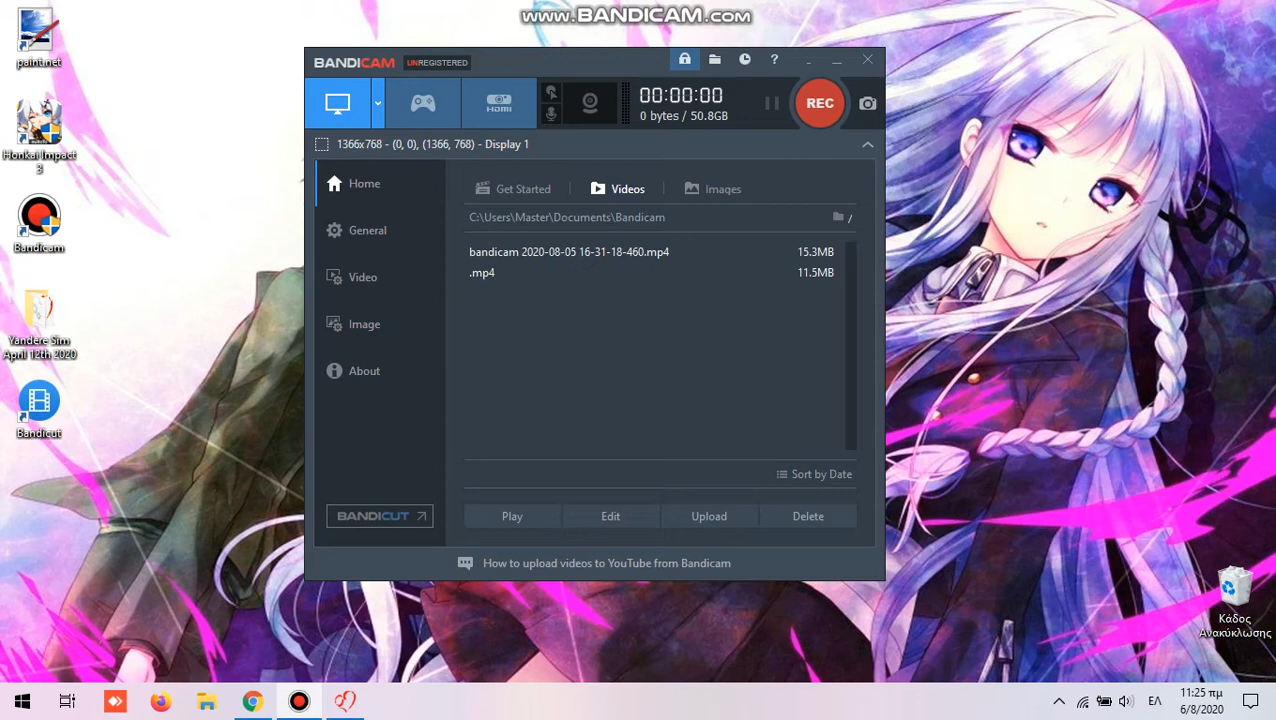 www.BANDICAM.com
paint.net
Honkai Impact
3
Bandicam
Yandere Sim
April 12th 2020
Bandicut
BANDICAM UNREGISTERED
?
HDMI
00:00:00
0 bytes / 50.8GB
REC
1366x768 - (0, 0), (1366, 768) - Display 1
Home
General
Video
Image
About
BANDICUT
Get Started
Videos
Images
C:\Users\Master\Documents\Bandicam
/
bandicam 2020-08-05 16-31-18-460.mp4 15.3MB
.mp4 11.5MB
Sort by Date
Play
Edit
Upload
Delete
How to upload videos to YouTube from Bandicam
Κάδος
Ανακύκλωσης
ΕΛ
11:25 πμ
6/8/2020